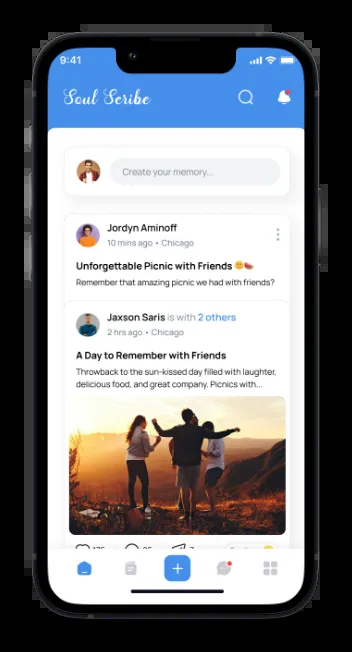 9:41
Soul Scribe
Create your memory...
Jordyn Aminoff
10 mins ago • Chicago
Unforgettable Picnic with Friends 😋🍉
Remember that amazing picnic we had with friends?
Jaxson Saris is with 2 others
2 hrs ago • Chicago
A Day to Remember with Friends
Throwback to the sun-kissed day filled with laughter,
delicious food, and great company. Picnics with...